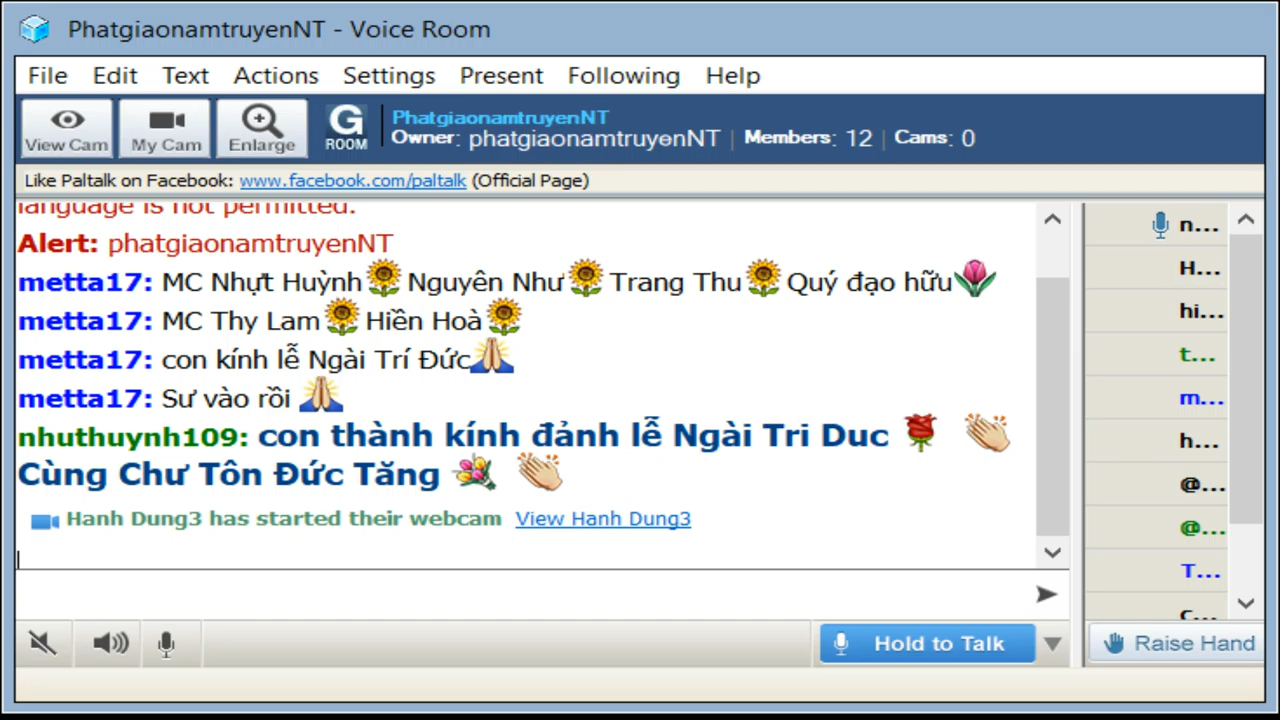 PhatgiaonamtruyenNT - Voice Room
File Edit Text Actions Settings Present Following Help
View Cam My Cam Enlarge G ROOM
PhatgiaonamtruyenNT
Owner: phatgiaonamtruyenNT | Members: 12 | Cams: 0
Like Paltalk on Facebook: www.facebook.com/paltalk (Official Page)
language is not permitted.
Alert: phatgiaonamtruyenNT
metta17: MC Nhựt Huỳnh🌻Nguyên Như🌻Trang Thu🌻Quý đạo hữu🌷
metta17: MC Thy Lam🌻Hiền Hoà🌻
metta17: con kính lễ Ngài Trí Đức🙏
metta17: Sư vào rồi 🙏
nhuthuynh109: con thành kính đảnh lễ Ngài Tri Duc 🌹 👏
Cùng Chư Tôn Đức Tăng 💐 👏
Hanh Dung3 has started their webcam View Hanh Dung3
n...
H...
hi...
t...
m...
h...
@...
@...
T...
c...
Hold to Talk
Raise Hand